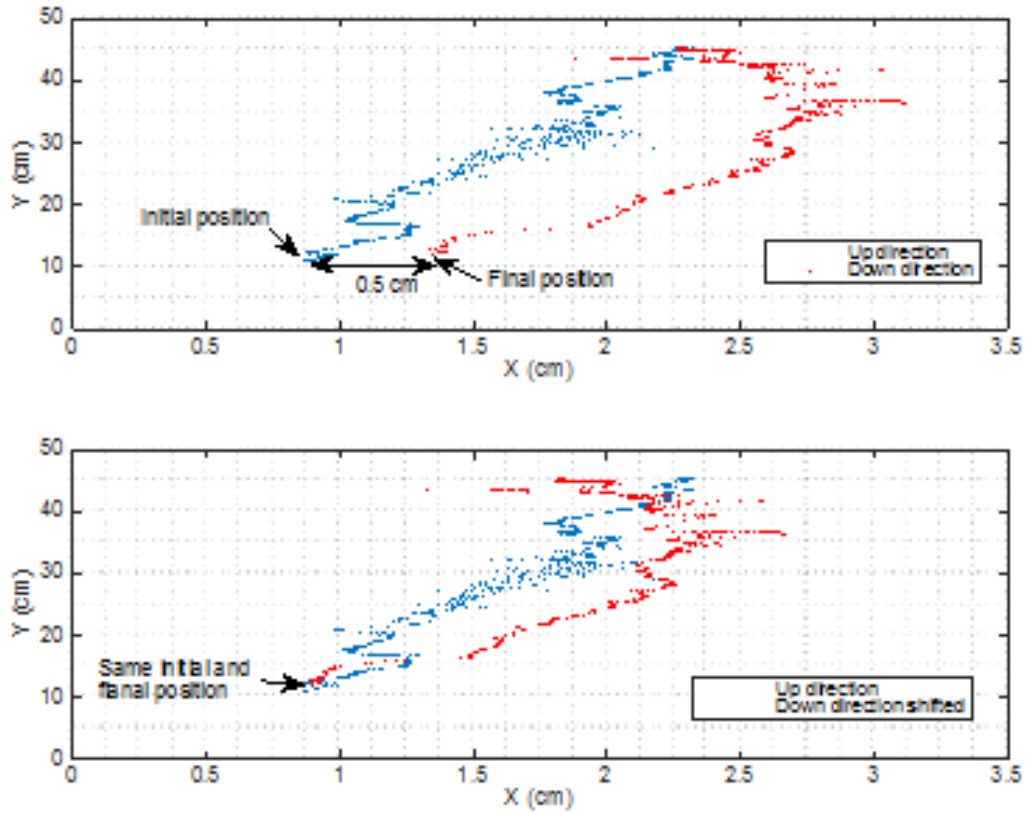 50
40
30
20
10
0
Y (cm)
Initial position
0.5 cm
Final position
Up direction
Down direction
0 0.5 1 1.5 2 2.5 3 3.5
X (cm)
50
40
30
20
10
0
Y (cm)
Same initial and
flanal position
Up direction
Down direction shifted
0 0.5 1 1.5 2 2.5 3 3.5
X (cm)